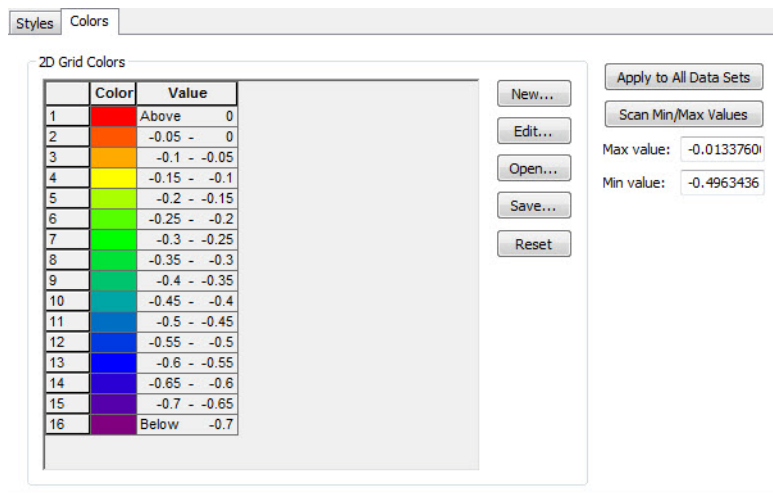 Styles Colors
2D Grid Colors
Color Value
1 Above 0
2 -0.05 - 0
3 -0.1 - -0.05
4 -0.15 - -0.1
5 -0.2 - -0.15
6 -0.25 - -0.2
7 -0.3 - -0.25
8 -0.35 - -0.3
9 -0.4 - -0.35
10 -0.45 - -0.4
11 -0.5 - -0.45
12 -0.55 - -0.5
13 -0.6 - -0.55
14 -0.65 - -0.6
15 -0.7 - -0.65
16 Below -0.7
New...
Edit...
Open...
Save...
Reset
Apply to All Data Sets
Scan Min/Max Values
Max value: -0.0133760
Min value: -0.4963436